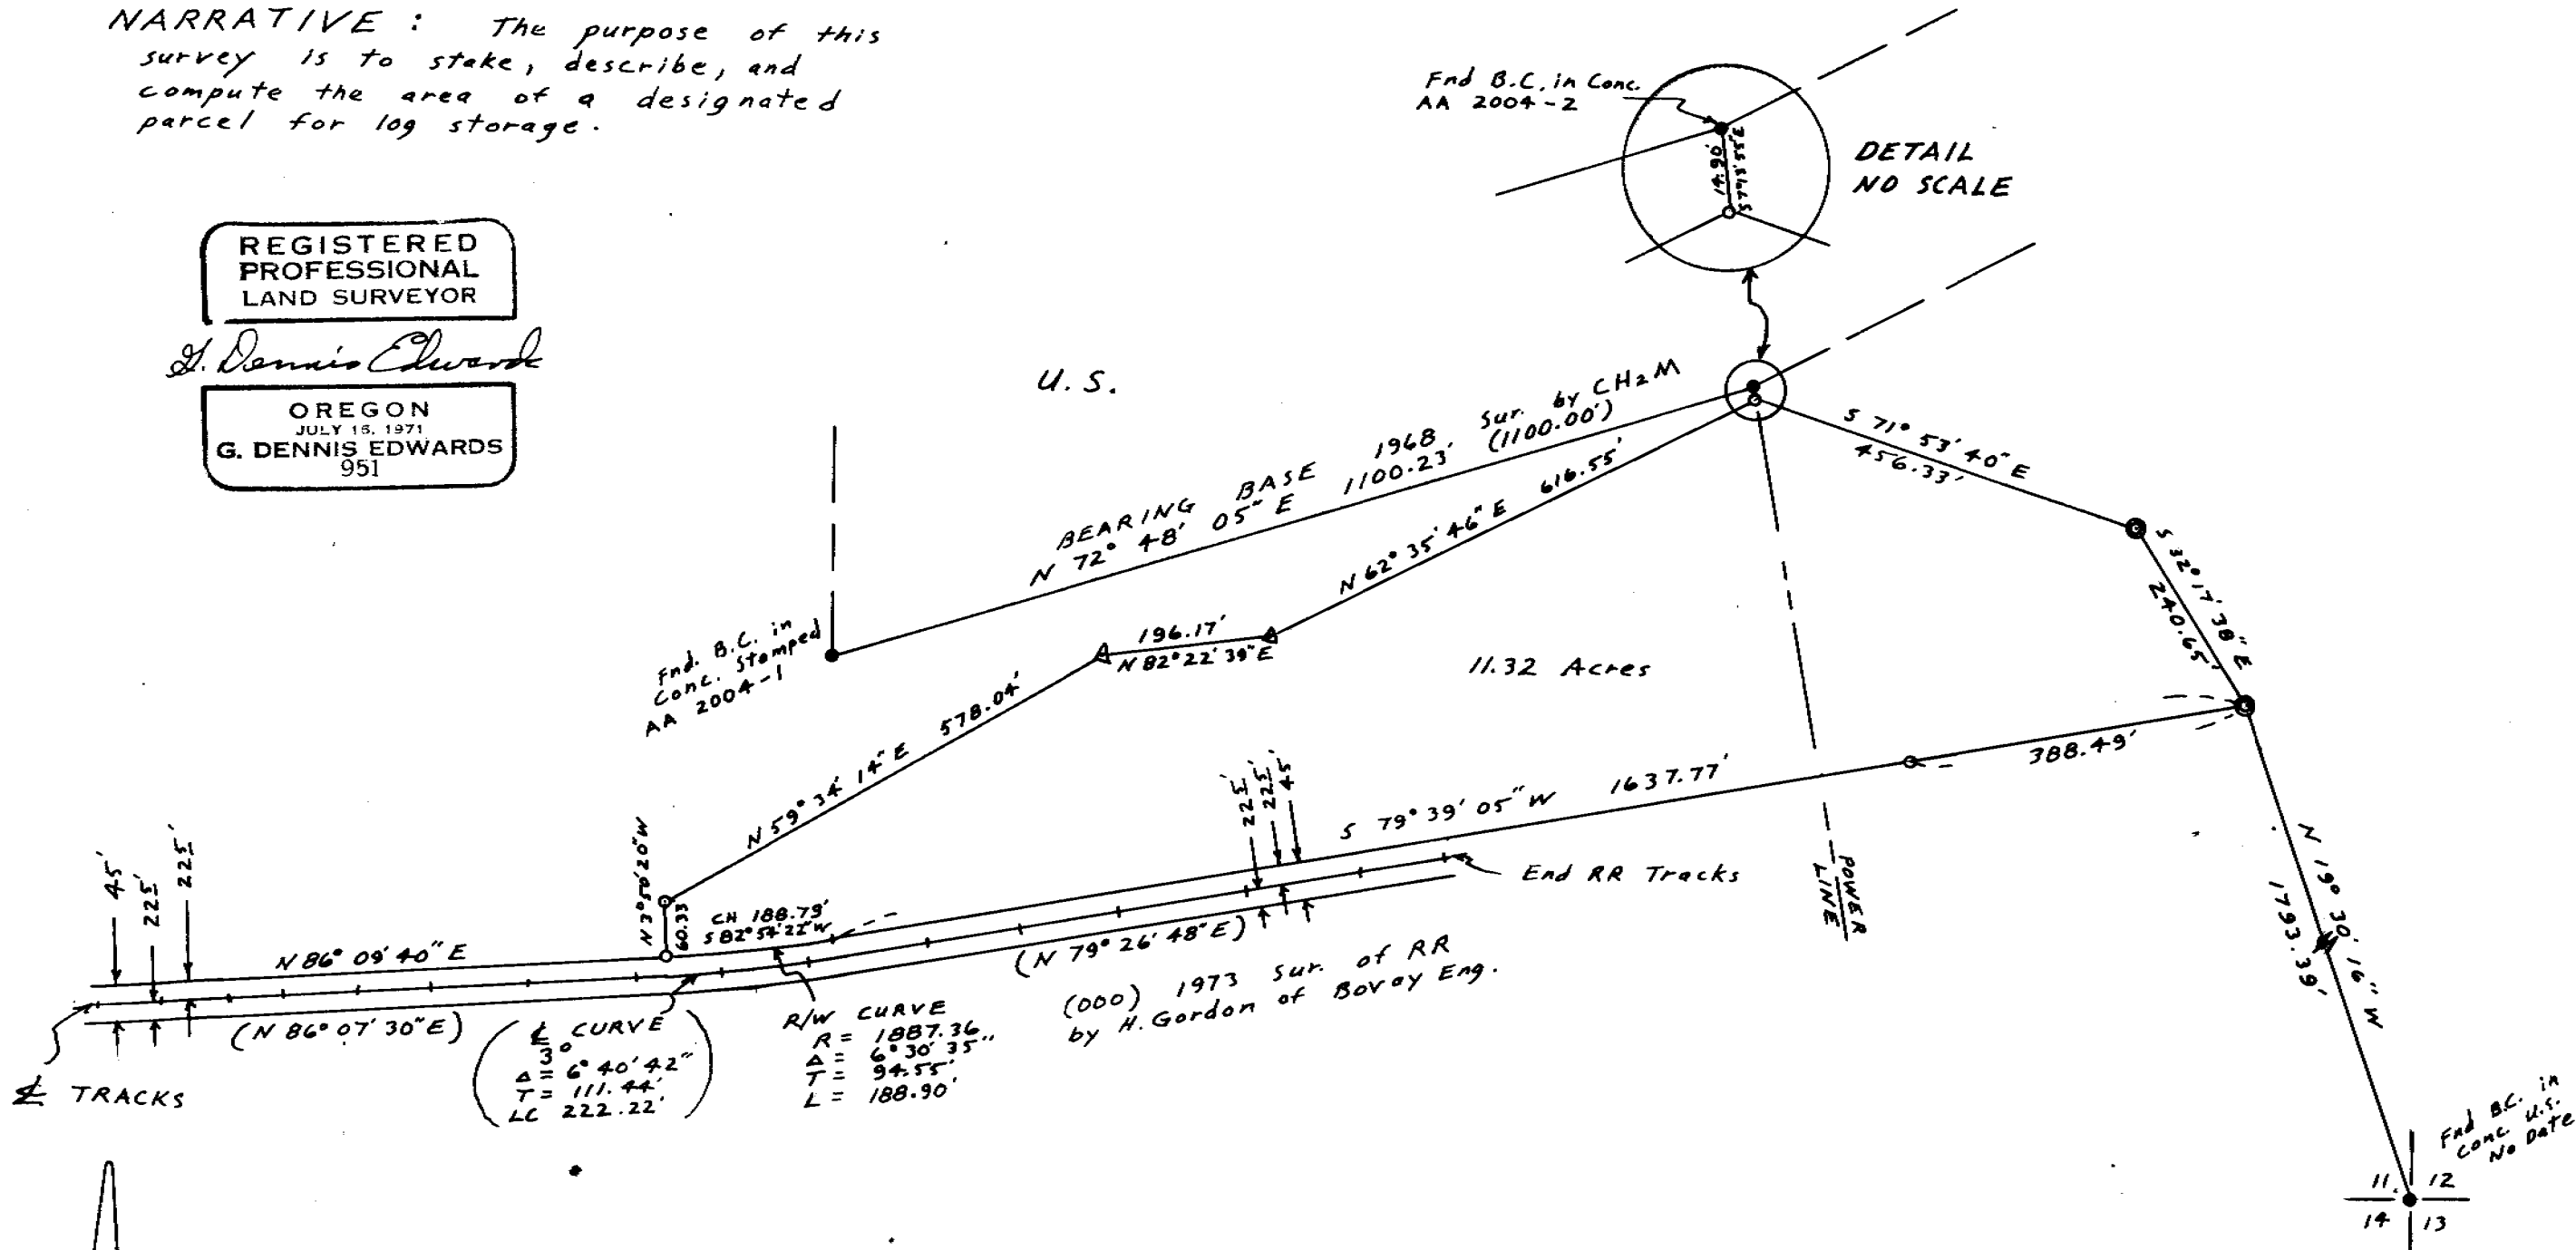 NARRATIVE : The purpose of this
survey is to stake, describe, and
compute the area of a designated
parcel for log storage.
REGISTERED
PROFESSIONAL
LAND SURVEYOR
G. Dennis Edwards
OREGON
JULY 16, 1971
G. DENNIS EDWARDS
951
Fnd B.C. in Conc.
AA 2004-2
14.90'
DETAIL
NO SCALE
U.S.
BEARING BASE 1968 Sur. by CH2M
N 72° 48' 05" E 1100.23' (1100.00')
S 71° 53' 40" E
456.33'
N 62° 35' 46" E 616.55'
S 32° 17' 38" E
240.65'
Fnd. B.C. in
Conc. Stamped
AA 2004-1
196.17'
N 82° 22' 39" E
11.32 Acres
N 59° 34' 14" E 578.04'
388.49'
S 79° 39' 05" W 1637.77'
22 5'
22 5'
45'
End RR Tracks
POWER
LINE
N 3° 50' 20" W
60.33
CH 188.79'
S 82° 54' 22" W
45'
22 5'
22 5'
N 86° 09' 40" E
(N 79° 26' 48" E)
(N 86° 07' 30" E)
(000) 1973 Sur. of RR
by H. Gordon of Bovay Eng.
N 19° 30' 16" W
1793.39'
℄ CURVE
3°
Δ = 6° 40' 42"
T = 111.44'
LC 222.22'
R/W CURVE
R = 1887.36
Δ = 6° 30' 35"
T = 94.55'
L = 188.90'
℄ TRACKS
Fnd B.C. in
Conc U.S.
No Date
11 12
14 13